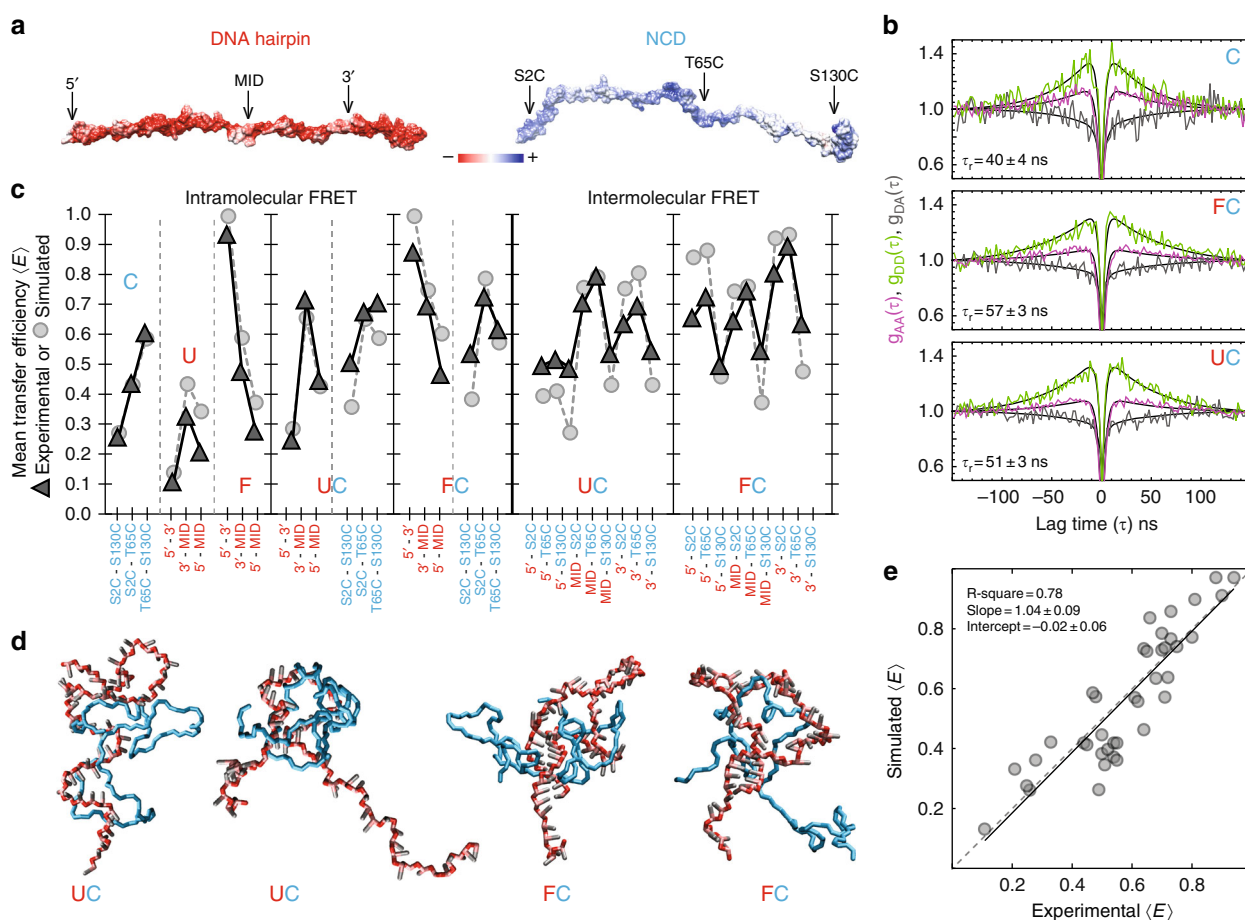 a
DNA hairpin
NCD
5′
MID
3′
S2C
T65C
S130C
− +
b
g_AA(τ), g_DD(τ), g_DA(τ)
1.4
1.0
0.6
C
τr = 40 ± 4 ns
1.4
1.0
0.6
FC
τr = 57 ± 3 ns
1.4
1.0
0.6
UC
τr = 51 ± 3 ns
−100 −50 0 50 100
Lag time (τ) ns
c
Intramolecular FRET
Intermolecular FRET
Mean transfer efficiency ⟨E⟩
Experimental or Simulated
1.0
0.9
0.8
0.7
0.6
0.5
0.4
0.3
0.2
0.1
0.0
C
U
F
UC
FC
UC
FC
S2C - S130C
S2C - T65C
T65C - S130C
5′ - 3′
3′ - MID
5′ - MID
5′ - 3′
3′ - MID
5′ - MID
5′ - 3′
3′ - MID
5′ - MID
S2C - S130C
S2C - T65C
T65C - S130C
5′ - 3′
3′ - MID
5′ - MID
S2C - S130C
S2C - T65C
T65C - S130C
5′ - S2C
5′ - T65C
5′ - S130C
MID - S2C
MID - T65C
MID - S130C
3′ - S2C
3′ - T65C
3′ - S130C
5′ - S2C
5′ - T65C
5′ - S130C
MID - S2C
MID - T65C
MID - S130C
3′ - S2C
3′ - T65C
3′ - S130C
d
UC
UC
FC
FC
e
R-square = 0.78
Slope = 1.04 ± 0.09
Intercept = −0.02 ± 0.06
Simulated ⟨E⟩
0.8
0.6
0.4
0.2
0.2 0.4 0.6 0.8
Experimental ⟨E⟩